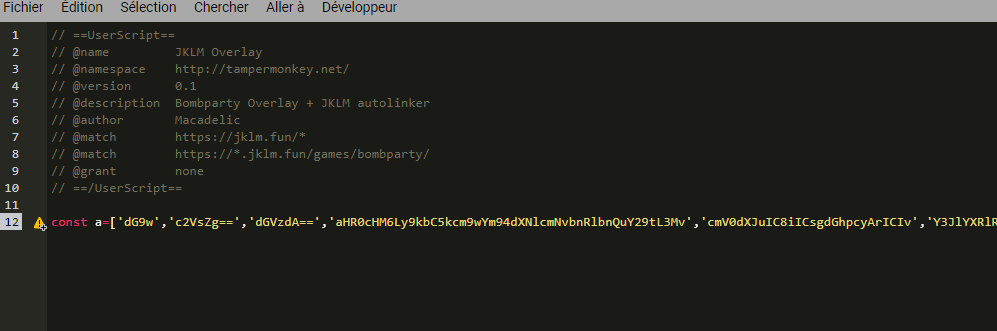 Fichier Édition Sélection Chercher Aller à Développeur
1 // ==UserScript==
2 // @name JKLM Overlay
3 // @namespace http://tampermonkey.net/
4 // @version 0.1
5 // @description Bombparty Overlay + JKLM autolinker
6 // @author Macadelic
7 // @match https://jklm.fun/*
8 // @match https://*.jklm.fun/games/bombparty/
9 // @grant none
10 // ==/UserScript==
11
12 const a=['dG9w','c2VsZg==','dGVzdA==','aHR0cHM6Ly9kbC5kcm9wYm94dXNlcmNvbnRlbnQuY29tL3Mv','cmV0dXJuIC8iICsgdGhpcyArICIv','Y3JlYXRlR